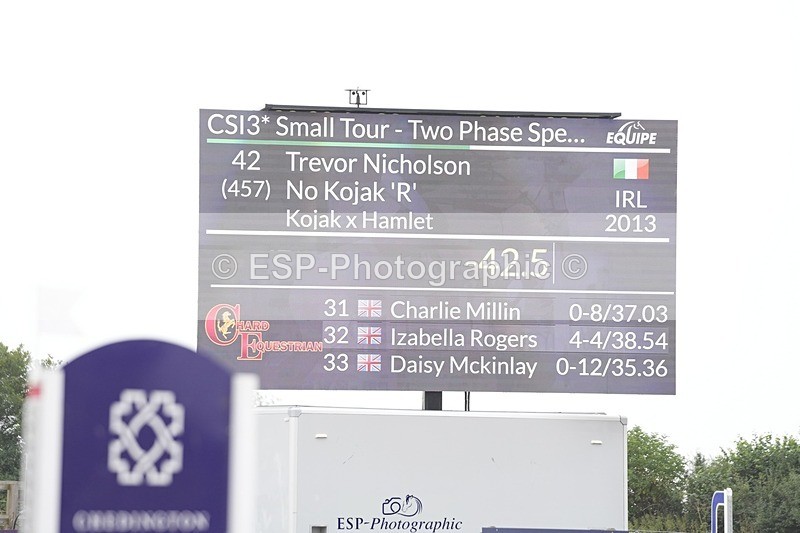 CSI3* Small Tour - Two Phase Spe...
EQUIPE
42 Trevor Nicholson
(457) No Kojak 'R' IRL
Kojak x Hamlet 2013
-42.5
© ESP-Photographic ©
31 Charlie Millin 0-8/37.03
32 Izabella Rogers 4-4/38.54
33 Daisy Mckinlay 0-12/35.36
CHARD
EQUESTRIAN
ESP-Photographic
CREDINGTON